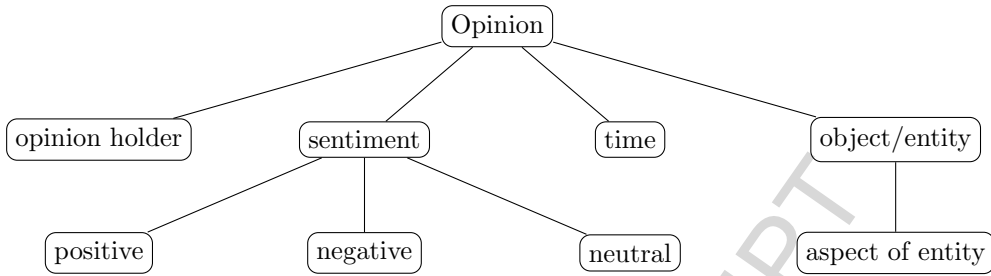 Opinion
opinion holder
sentiment
time
object/entity
positive
negative
neutral
aspect of entity